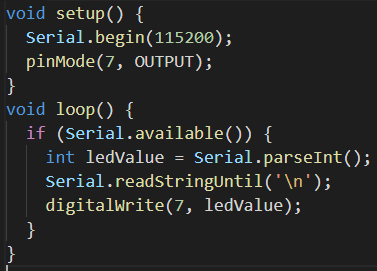 void setup() {
  Serial.begin(115200);
  pinMode(7, OUTPUT);
}
void loop() {
  if (Serial.available()) {
    int ledValue = Serial.parseInt();
    Serial.readStringUntil('\n');
    digitalWrite(7, ledValue);
  }
}